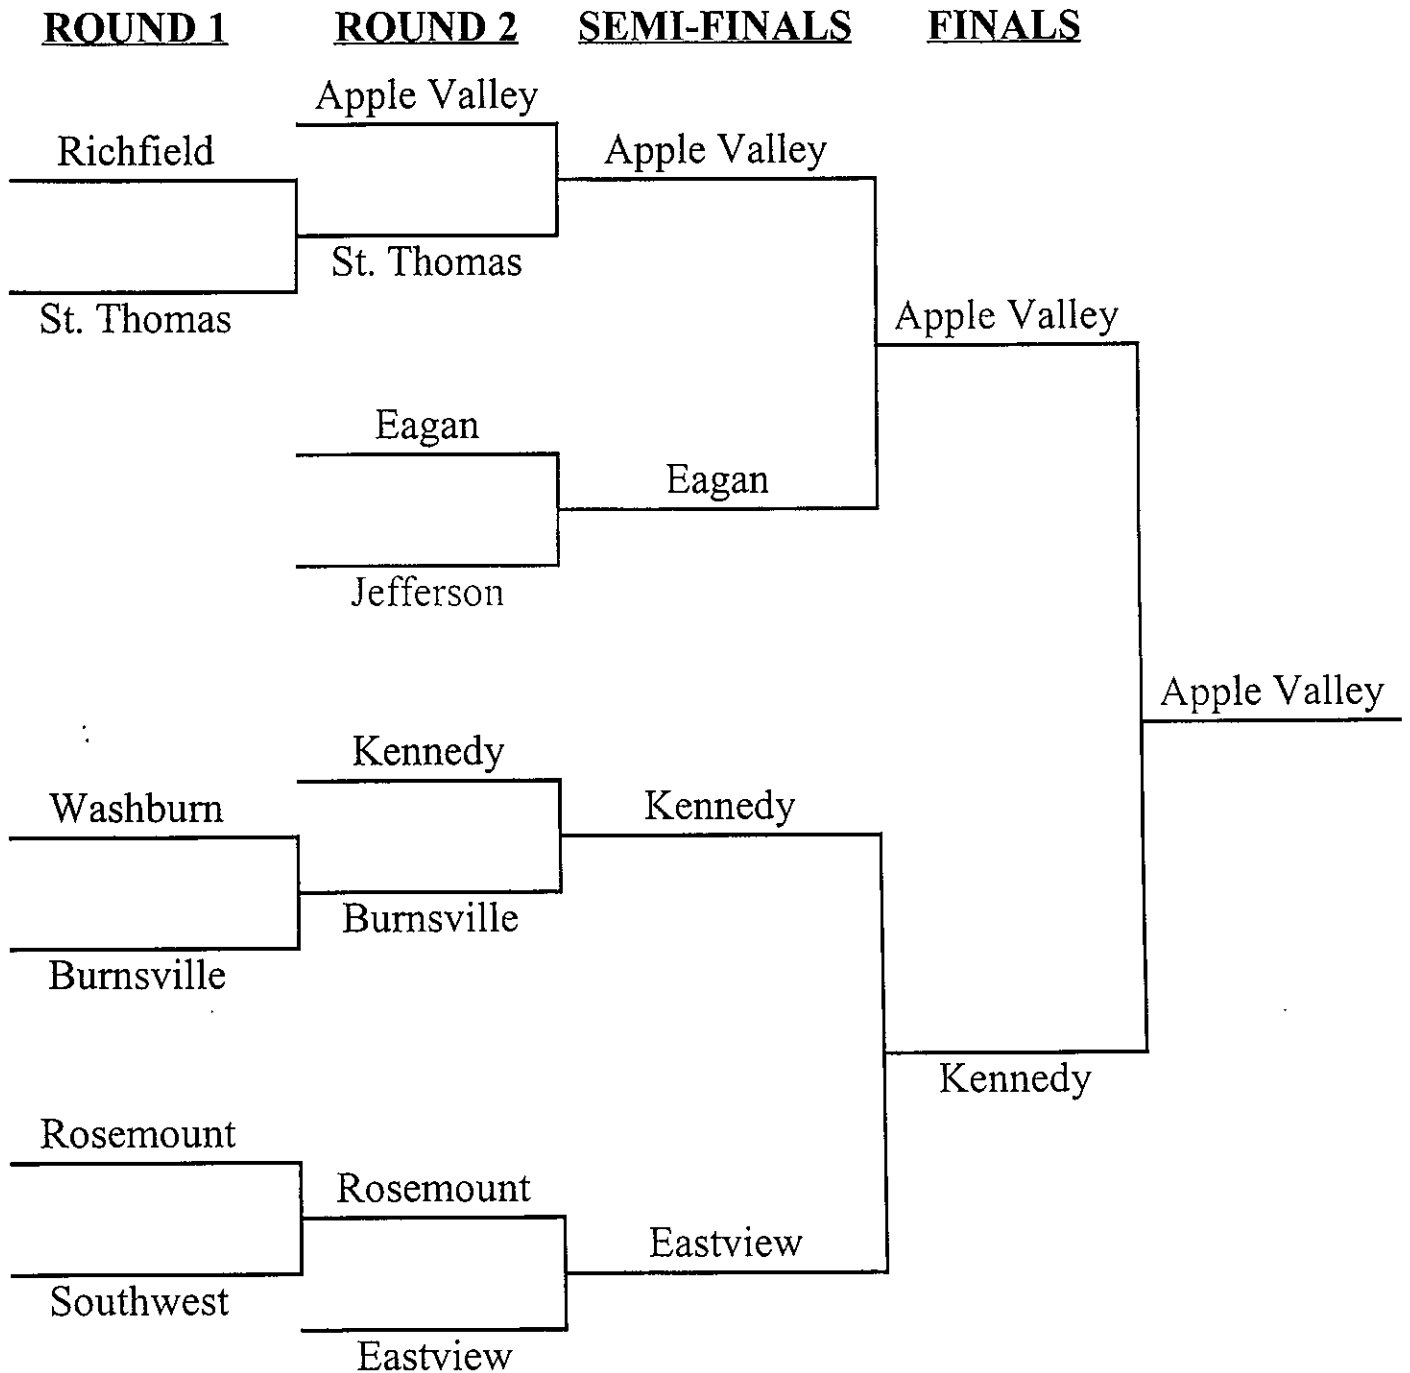 ROUND 1 ROUND 2 SEMI-FINALS FINALS
Apple Valley
Richfield
Apple Valley
St. Thomas
St. Thomas
Apple Valley
Eagan
Eagan
Jefferson
Apple Valley
Kennedy
Washburn
Kennedy
Burnsville
Burnsville
Kennedy
Rosemount
Rosemount
Eastview
Southwest
Eastview